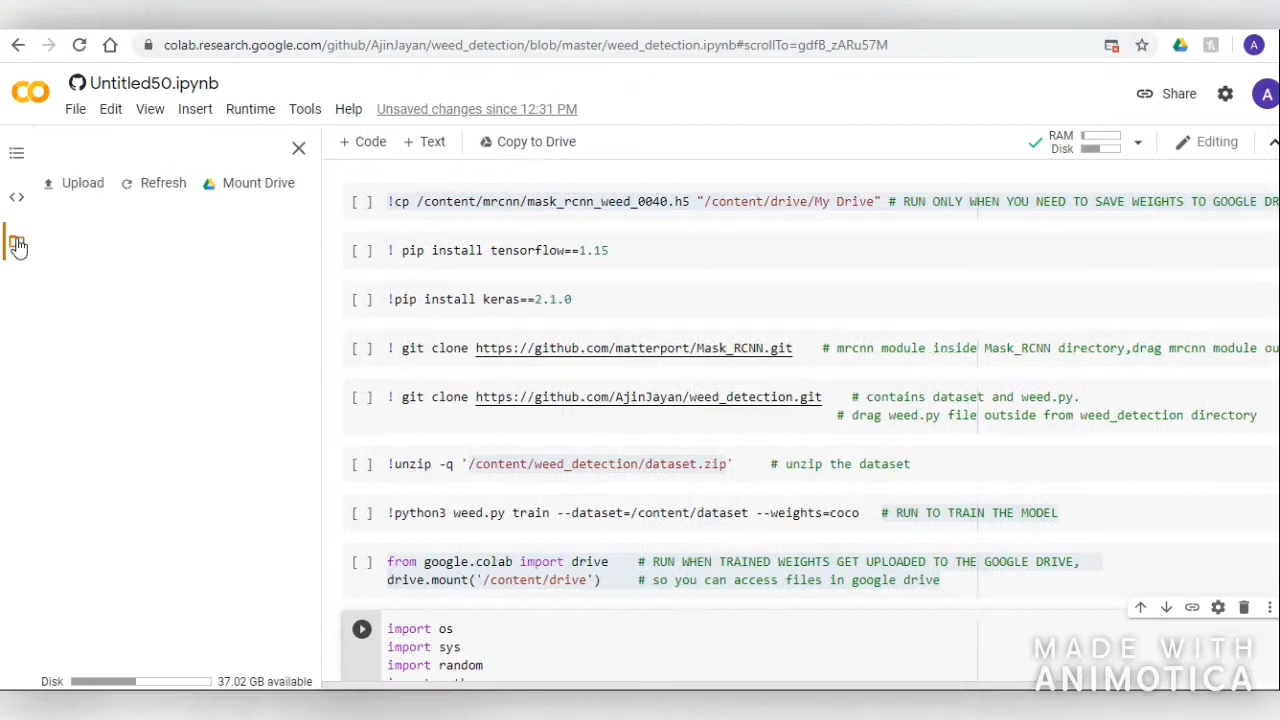 colab.research.google.com/github/AjinJayan/weed_detection/blob/master/weed_detection.ipynb#scrollTo=gdfB_zARu57M
A
Untitled50.ipynb
File Edit View Insert Runtime Tools Help Unsaved changes since 12:31 PM
Share
A
+ Code + Text Copy to Drive
RAM
Disk
Editing
Upload Refresh Mount Drive
[ ] !cp /content/mrcnn/mask_rcnn_weed_0040.h5 "/content/drive/My Drive" # RUN ONLY WHEN YOU NEED TO SAVE WEIGHTS TO GOOGLE DR
[ ] ! pip install tensorflow==1.15
[ ] !pip install keras==2.1.0
[ ] ! git clone https://github.com/matterport/Mask_RCNN.git # mrcnn module inside Mask_RCNN directory,drag mrcnn module ou
[ ] ! git clone https://github.com/AjinJayan/weed_detection.git # contains dataset and weed.py.
# drag weed.py file outside from weed_detection directory
[ ] !unzip -q '/content/weed_detection/dataset.zip' # unzip the dataset
[ ] !python3 weed.py train --dataset=/content/dataset --weights=coco # RUN TO TRAIN THE MODEL
[ ] from google.colab import drive # RUN WHEN TRAINED WEIGHTS GET UPLOADED TO THE GOOGLE DRIVE,
drive.mount('/content/drive') # so you can access files in google drive
import os
import sys
import random
Disk 37.02 GB available
MADE WITH
ANIMOTICA